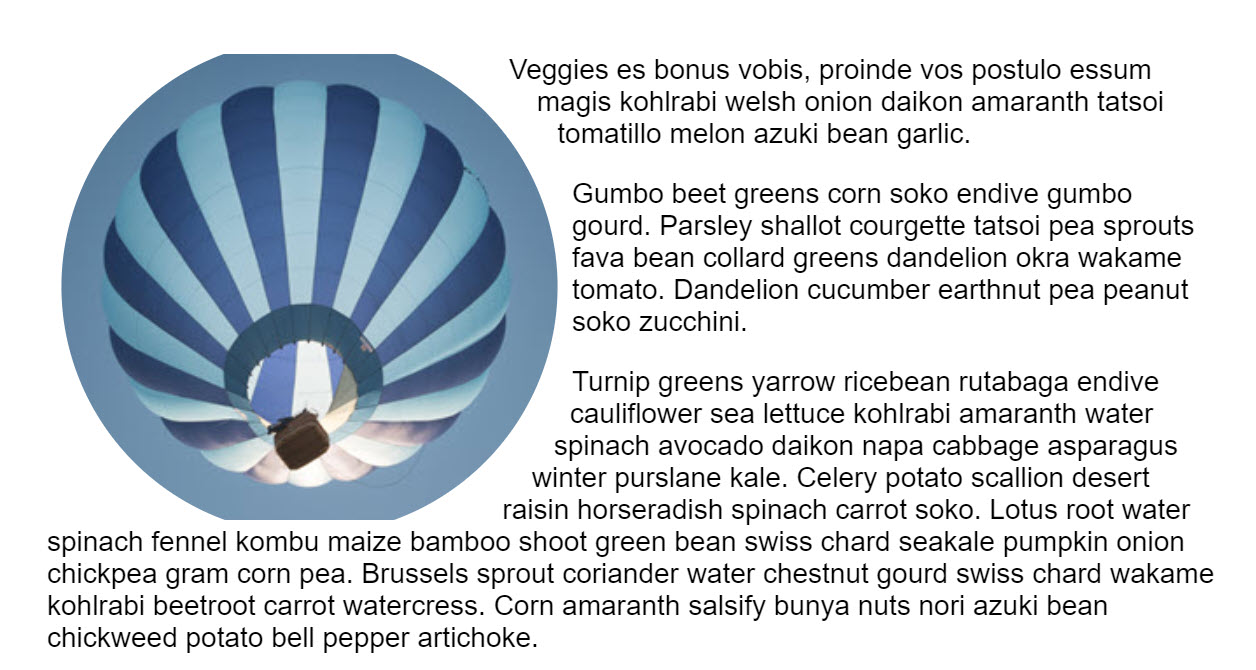 Veggies es bonus vobis, proinde vos postulo essum
magis kohlrabi welsh onion daikon amaranth tatsoi
tomatillo melon azuki bean garlic.
Gumbo beet greens corn soko endive gumbo
gourd. Parsley shallot courgette tatsoi pea sprouts
fava bean collard greens dandelion okra wakame
tomato. Dandelion cucumber earthnut pea peanut
soko zucchini.
Turnip greens yarrow ricebean rutabaga endive
cauliflower sea lettuce kohlrabi amaranth water
spinach avocado daikon napa cabbage asparagus
winter purslane kale. Celery potato scallion desert
raisin horseradish spinach carrot soko. Lotus root water
spinach fennel kombu maize bamboo shoot green bean swiss chard seakale pumpkin onion
chickpea gram corn pea. Brussels sprout coriander water chestnut gourd swiss chard wakame
kohlrabi beetroot carrot watercress. Corn amaranth salsify bunya nuts nori azuki bean
chickweed potato bell pepper artichoke.